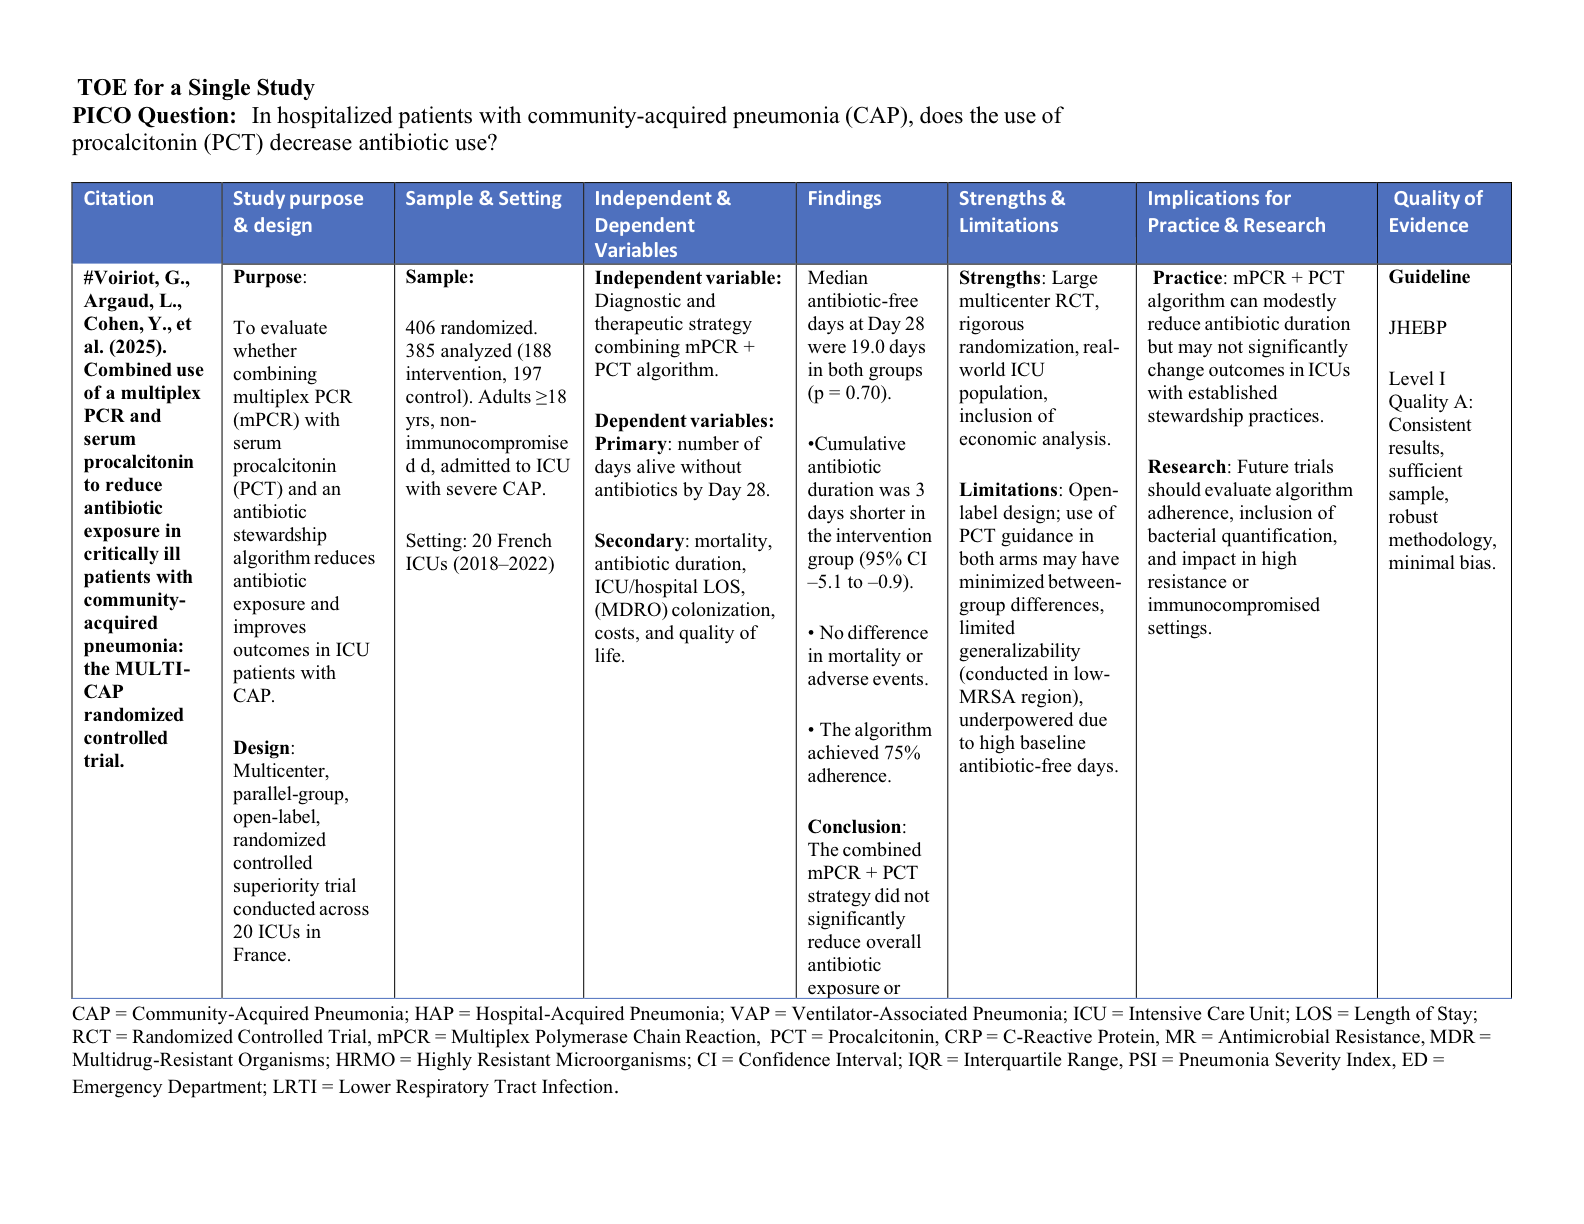 TOE for a Single Study
PICO Question: In hospitalized patients with community-acquired pneumonia (CAP), does the use of
procalcitonin (PCT) decrease antibiotic use?
Citation
Study purpose
& design
Sample & Setting
Independent &
Dependent
Variables
Findings
Strengths &
Limitations
Implications for
Practice & Research
Quality of
Evidence
#Voiriot, G.,
Argaud, L.,
Cohen, Y., et
al. (2025).
Combined use
of a multiplex
PCR and
serum
procalcitonin
to reduce
antibiotic
exposure in
critically ill
patients with
community-
acquired
pneumonia:
the MULTI-
CAP
randomized
controlled
trial.
Purpose:
To evaluate
whether
combining
multiplex PCR
(mPCR) with
serum
procalcitonin
(PCT) and an
antibiotic
stewardship
algorithm reduces
antibiotic
exposure and
improves
outcomes in ICU
patients with
CAP.
Design:
Multicenter,
parallel-group,
open-label,
randomized
controlled
superiority trial
conducted across
20 ICUs in
France.
Sample:
406 randomized.
385 analyzed (188
intervention, 197
control). Adults ≥18
yrs, non-
immunocompromise
d d, admitted to ICU
with severe CAP.
Setting: 20 French
ICUs (2018–2022)
Independent variable:
Diagnostic and
therapeutic strategy
combining mPCR +
PCT algorithm.
Dependent variables:
Primary: number of
days alive without
antibiotics by Day 28.
Secondary: mortality,
antibiotic duration,
ICU/hospital LOS,
(MDRO) colonization,
costs, and quality of
life.
Median
antibiotic-free
days at Day 28
were 19.0 days
in both groups
(p = 0.70).
•Cumulative
antibiotic
duration was 3
days shorter in
the intervention
group (95% CI
–5.1 to –0.9).
• No difference
in mortality or
adverse events.
• The algorithm
achieved 75%
adherence.
Conclusion:
The combined
mPCR + PCT
strategy did not
significantly
reduce overall
antibiotic
exposure or
Strengths: Large
multicenter RCT,
rigorous
randomization, real-
world ICU
population,
inclusion of
economic analysis.
Limitations: Open-
label design; use of
PCT guidance in
both arms may have
minimized between-
group differences,
limited
generalizability
(conducted in low-
MRSA region),
underpowered due
to high baseline
antibiotic-free days.
Practice: mPCR + PCT
algorithm can modestly
reduce antibiotic duration
but may not significantly
change outcomes in ICUs
with established
stewardship practices.
Research: Future trials
should evaluate algorithm
adherence, inclusion of
bacterial quantification,
and impact in high
resistance or
immunocompromised
settings.
Guideline
JHEBP
Level I
Quality A:
Consistent
results,
sufficient
sample,
robust
methodology,
minimal bias.
CAP = Community-Acquired Pneumonia; HAP = Hospital-Acquired Pneumonia; VAP = Ventilator-Associated Pneumonia; ICU = Intensive Care Unit; LOS = Length of Stay;
RCT = Randomized Controlled Trial, mPCR = Multiplex Polymerase Chain Reaction, PCT = Procalcitonin, CRP = C-Reactive Protein, MR = Antimicrobial Resistance, MDR =
Multidrug-Resistant Organisms; HRMO = Highly Resistant Microorganisms; CI = Confidence Interval; IQR = Interquartile Range, PSI = Pneumonia Severity Index, ED =
Emergency Department; LRTI = Lower Respiratory Tract Infection.